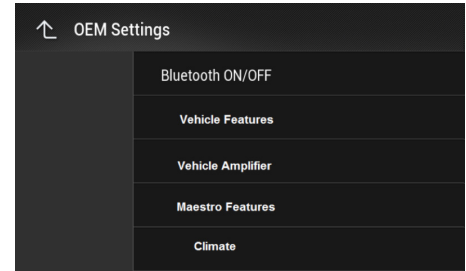 OEM Settings
Bluetooth ON/OFF
Vehicle Features
Vehicle Amplifier
Maestro Features
Climate